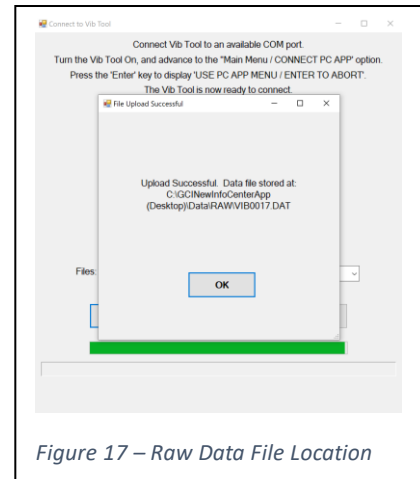 Connect to Vib Tool
Connect Vib Tool to an available COM port.
Turn the Vib Tool On, and advance to the "Main Menu / CONNECT PC APP' option.
Press the 'Enter' key to display 'USE PC APP MENU / ENTER TO ABORT'.
The Vib Tool is now ready to connect.
File Upload Successful
Upload Successful. Data file stored at:
C:\GCINewInfoCenterApp
(Desktop)\Data\RAW\VIB0017.DAT
Files:
OK
Figure 17 – Raw Data File Location